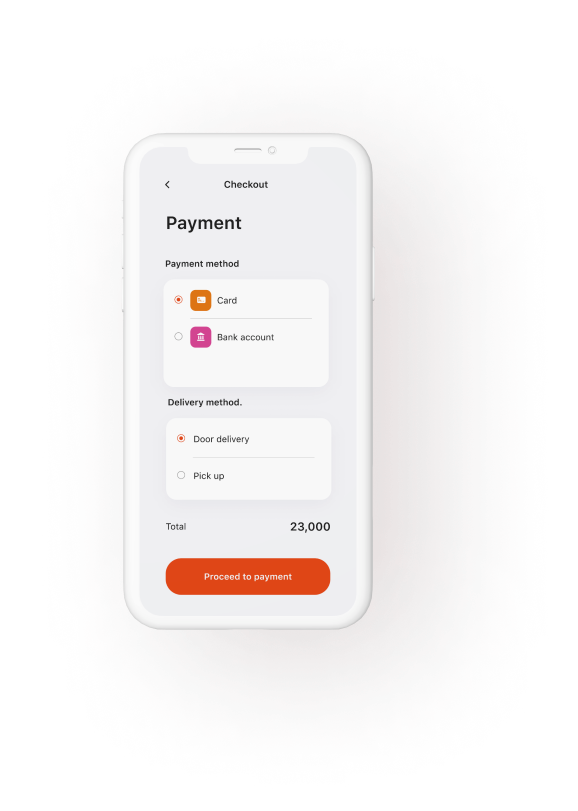 Checkout
Payment
Payment method
Card
Bank account
Delivery method.
Door delivery
Pick up
Total 23,000
Proceed to payment